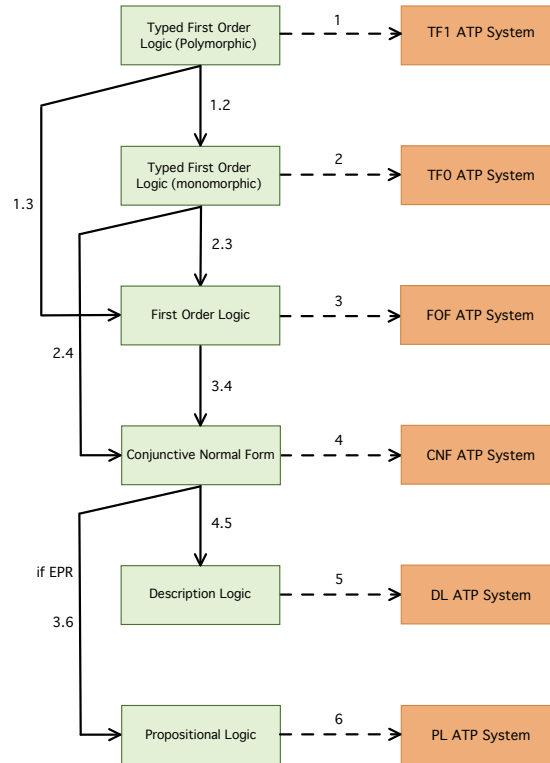 Typed First Order
Logic (Polymorphic)
1
TF1 ATP System
1.2
1.3
Typed First Order
Logic (monomorphic)
2
TF0 ATP System
2.3
2.4
First Order Logic
3
FOF ATP System
3.4
Conjunctive Normal Form
4
CNF ATP System
4.5
if EPR
3.6
Description Logic
5
DL ATP System
Propositional Logic
6
PL ATP System